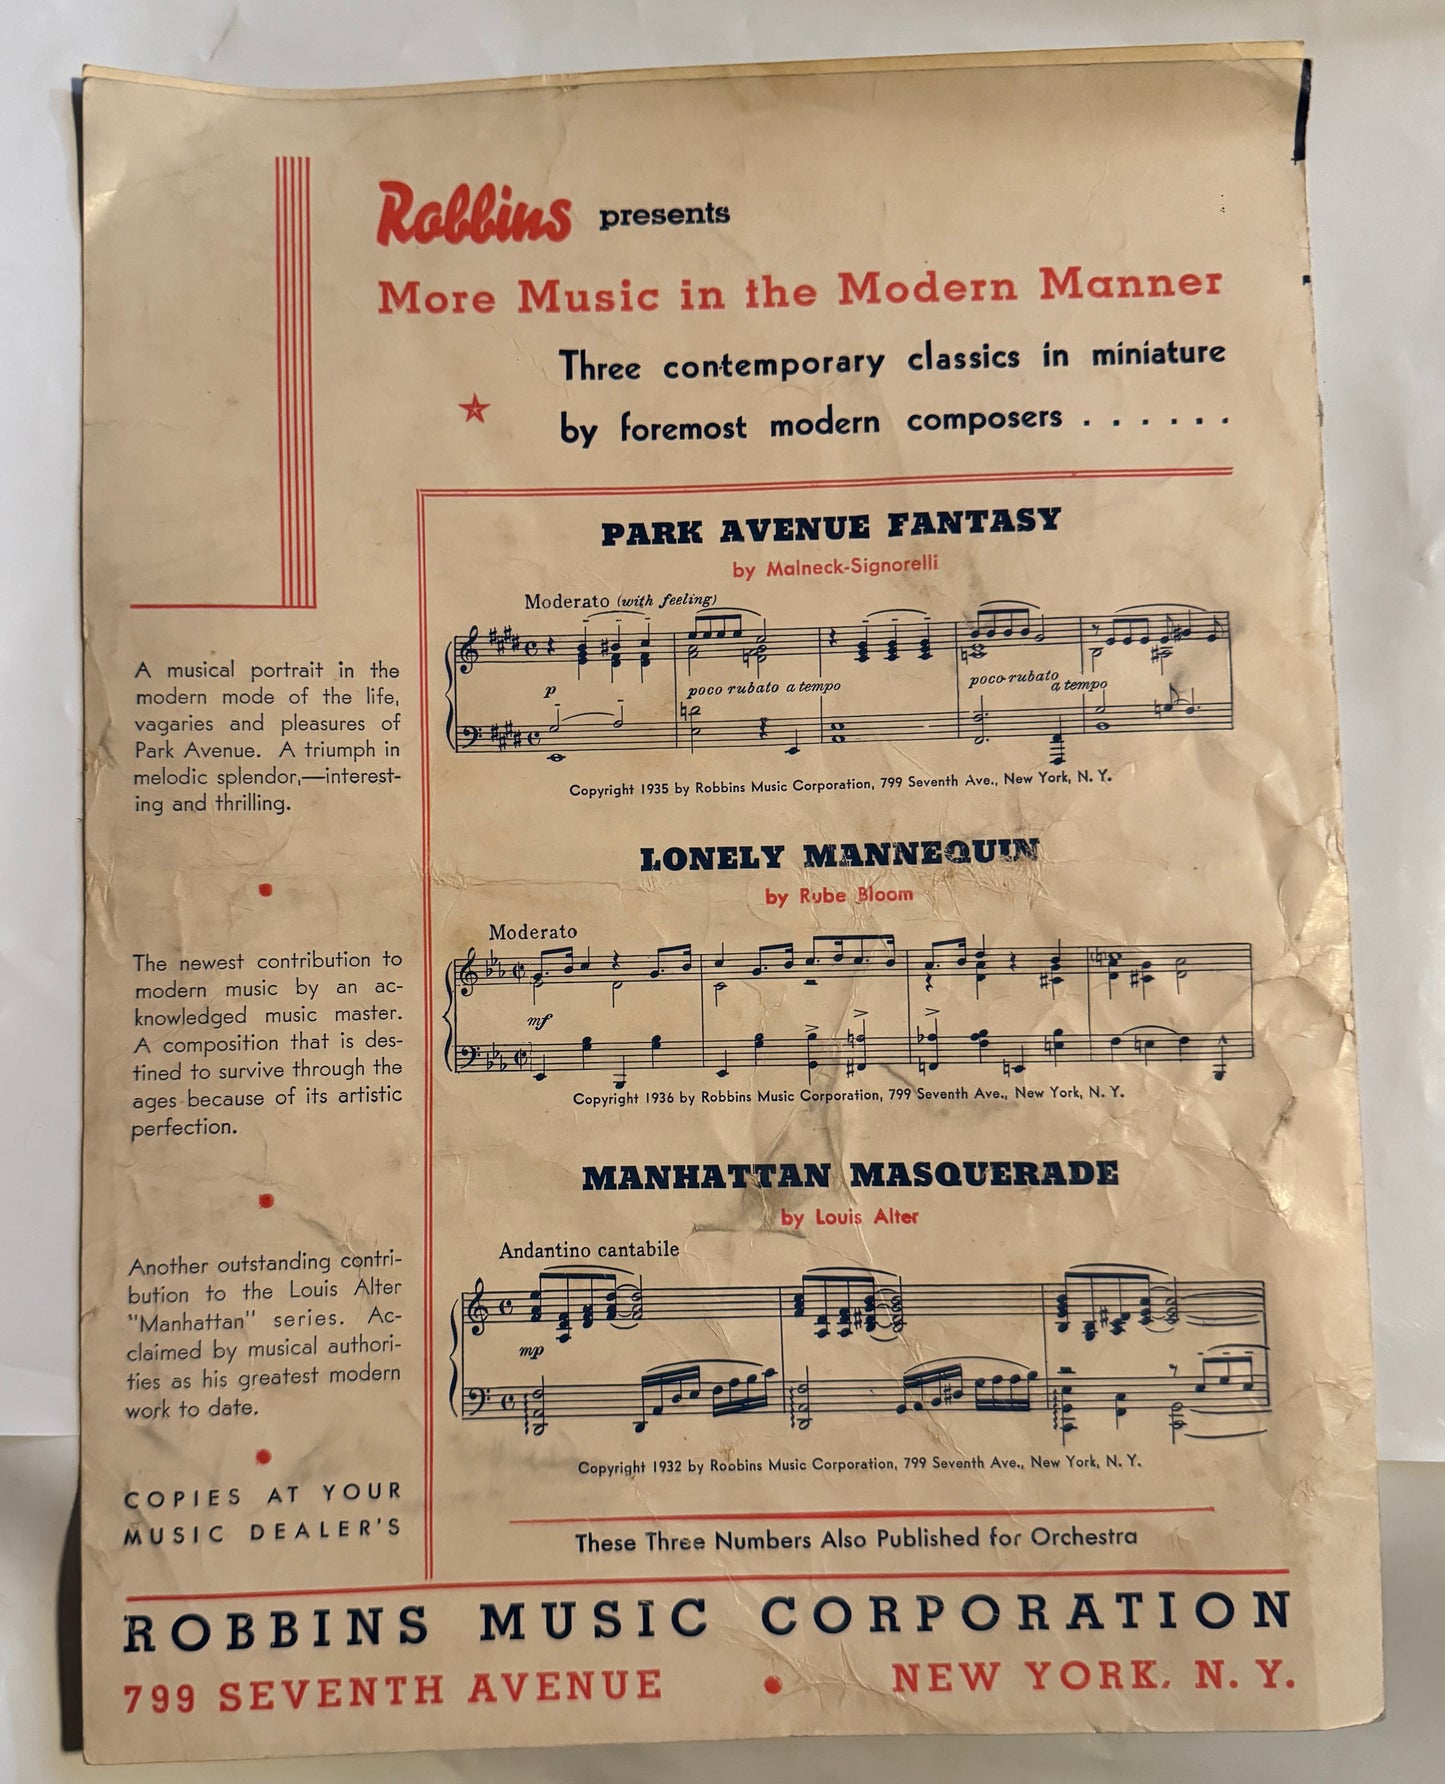 Robbins presents
More Music in the Modern Manner
Three contemporary classics in miniature
by foremost modern composers . . . . . .
PARK AVENUE FANTASY
by Malneck-Signorelli
Moderato (with feeling)
p
poco rubato a tempo
poco rubato
a tempo
Copyright 1935 by Robbins Music Corporation, 799 Seventh Ave., New York, N. Y.
A musical portrait in the
modern mode of the life,
vagaries and pleasures of
Park Avenue. A triumph in
melodic splendor,—interest-
ing and thrilling.
LONELY MANNEQUIN
by Rube Bloom
Moderato
mf
Copyright 1936 by Robbins Music Corporation, 799 Seventh Ave., New York, N. Y.
The newest contribution to
modern music by an ac-
knowledged music master.
A composition that is des-
tined to survive through the
ages because of its artistic
perfection.
MANHATTAN MASQUERADE
by Louis Alter
Andantino cantabile
mp
Copyright 1932 by Robbins Music Corporation, 799 Seventh Ave., New York, N. Y.
Another outstanding contri-
bution to the Louis Alter
"Manhattan" series. Ac-
claimed by musical authori-
ties as his greatest modern
work to date.
COPIES AT YOUR
MUSIC DEALER'S
These Three Numbers Also Published for Orchestra
ROBBINS MUSIC CORPORATION
799 SEVENTH AVENUE • NEW YORK, N. Y.